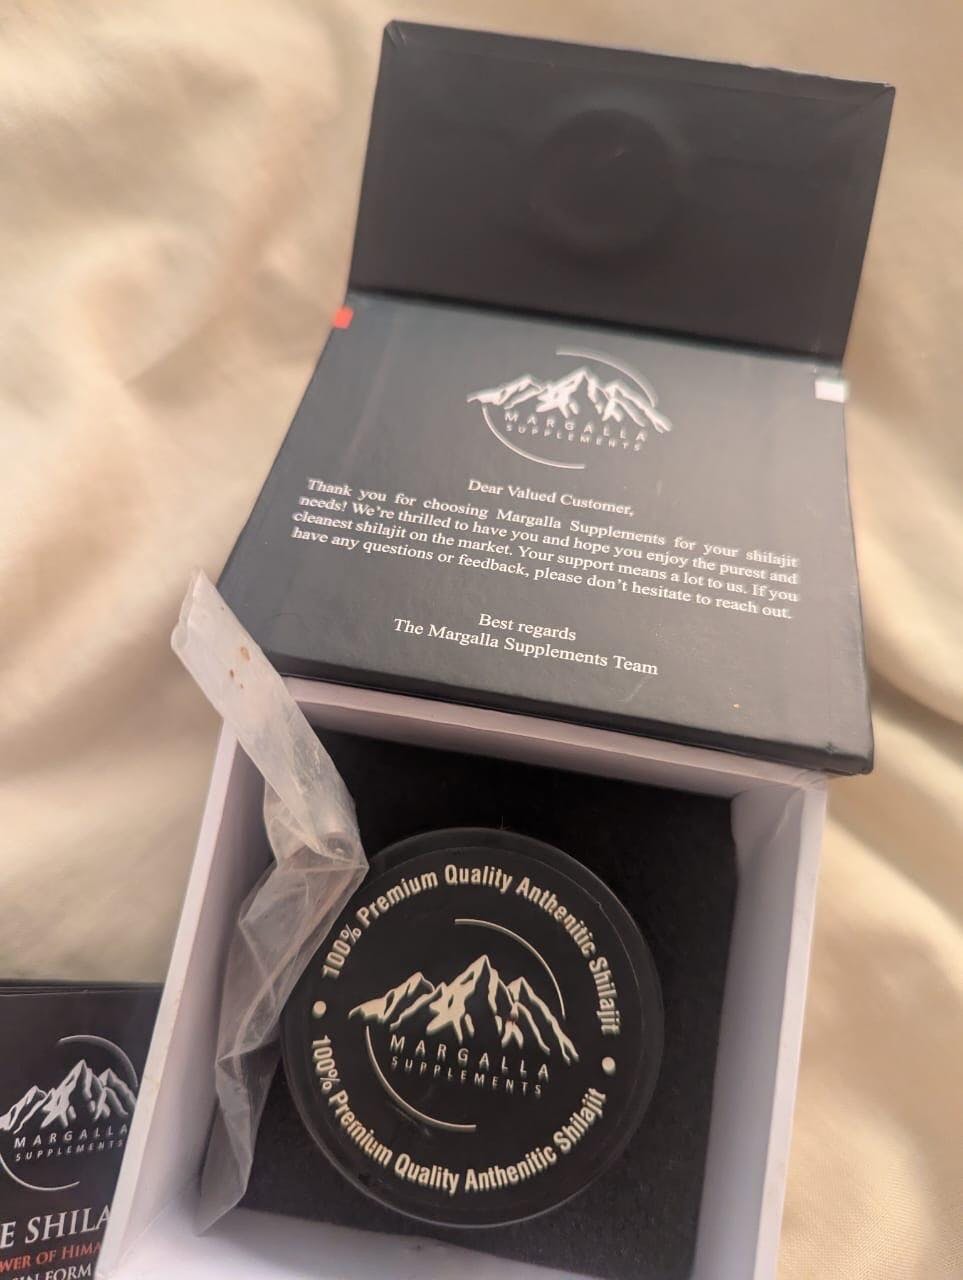 MARGALLA
SUPPLEMENTS
Dear Valued Customer,
Thank you for choosing Margalla Supplements for your shilajit
needs! We're thrilled to have you and hope you enjoy the purest and
cleanest shilajit on the market. Your support means a lot to us. If you
have any questions or feedback, please don't hesitate to reach out.
Best regards
The Margalla Supplements Team
100% Premium Quality Anthenitic Shilajit
MARGALLA
SUPPLEMENTS
100% Premium Quality Anthenitic Shilajit
MARGALLA
SUPPLEMENTS
E SHILA
WER OF HIMA
SIN FORM